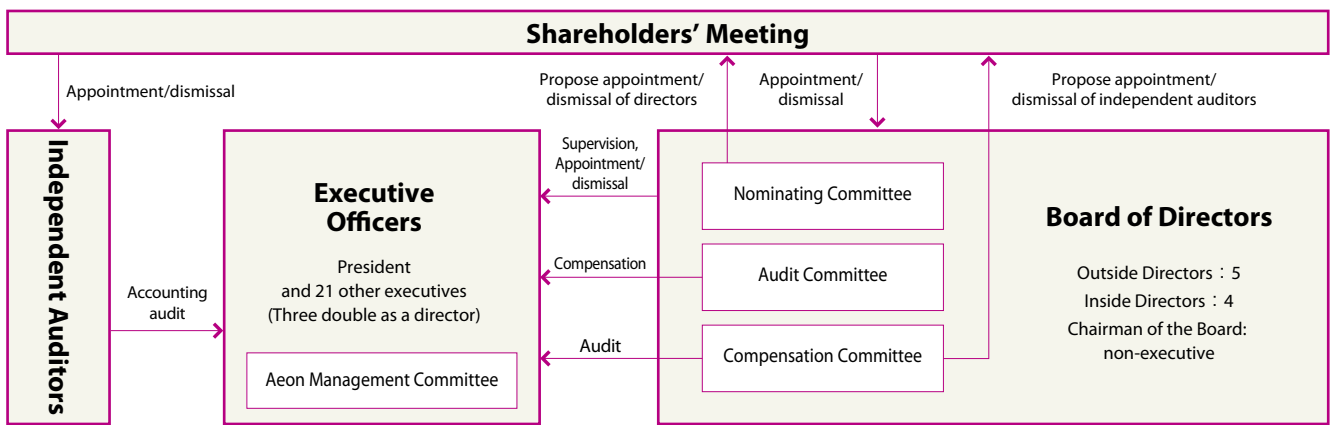 Shareholders’ Meeting
Appointment/dismissal
Propose appointment/
dismissal of directors
Appointment/
dismissal
Propose appointment/
dismissal of independent auditors
Independent Auditors
Accounting
audit
Executive
Officers
President
and 21 other executives
(Three double as a director)
Aeon Management Committee
Supervision,
Appointment/
dismissal
Compensation
Audit
Nominating Committee
Audit Committee
Compensation Committee
Board of Directors
Outside Directors：5
Inside Directors：4
Chairman of the Board:
non-executive